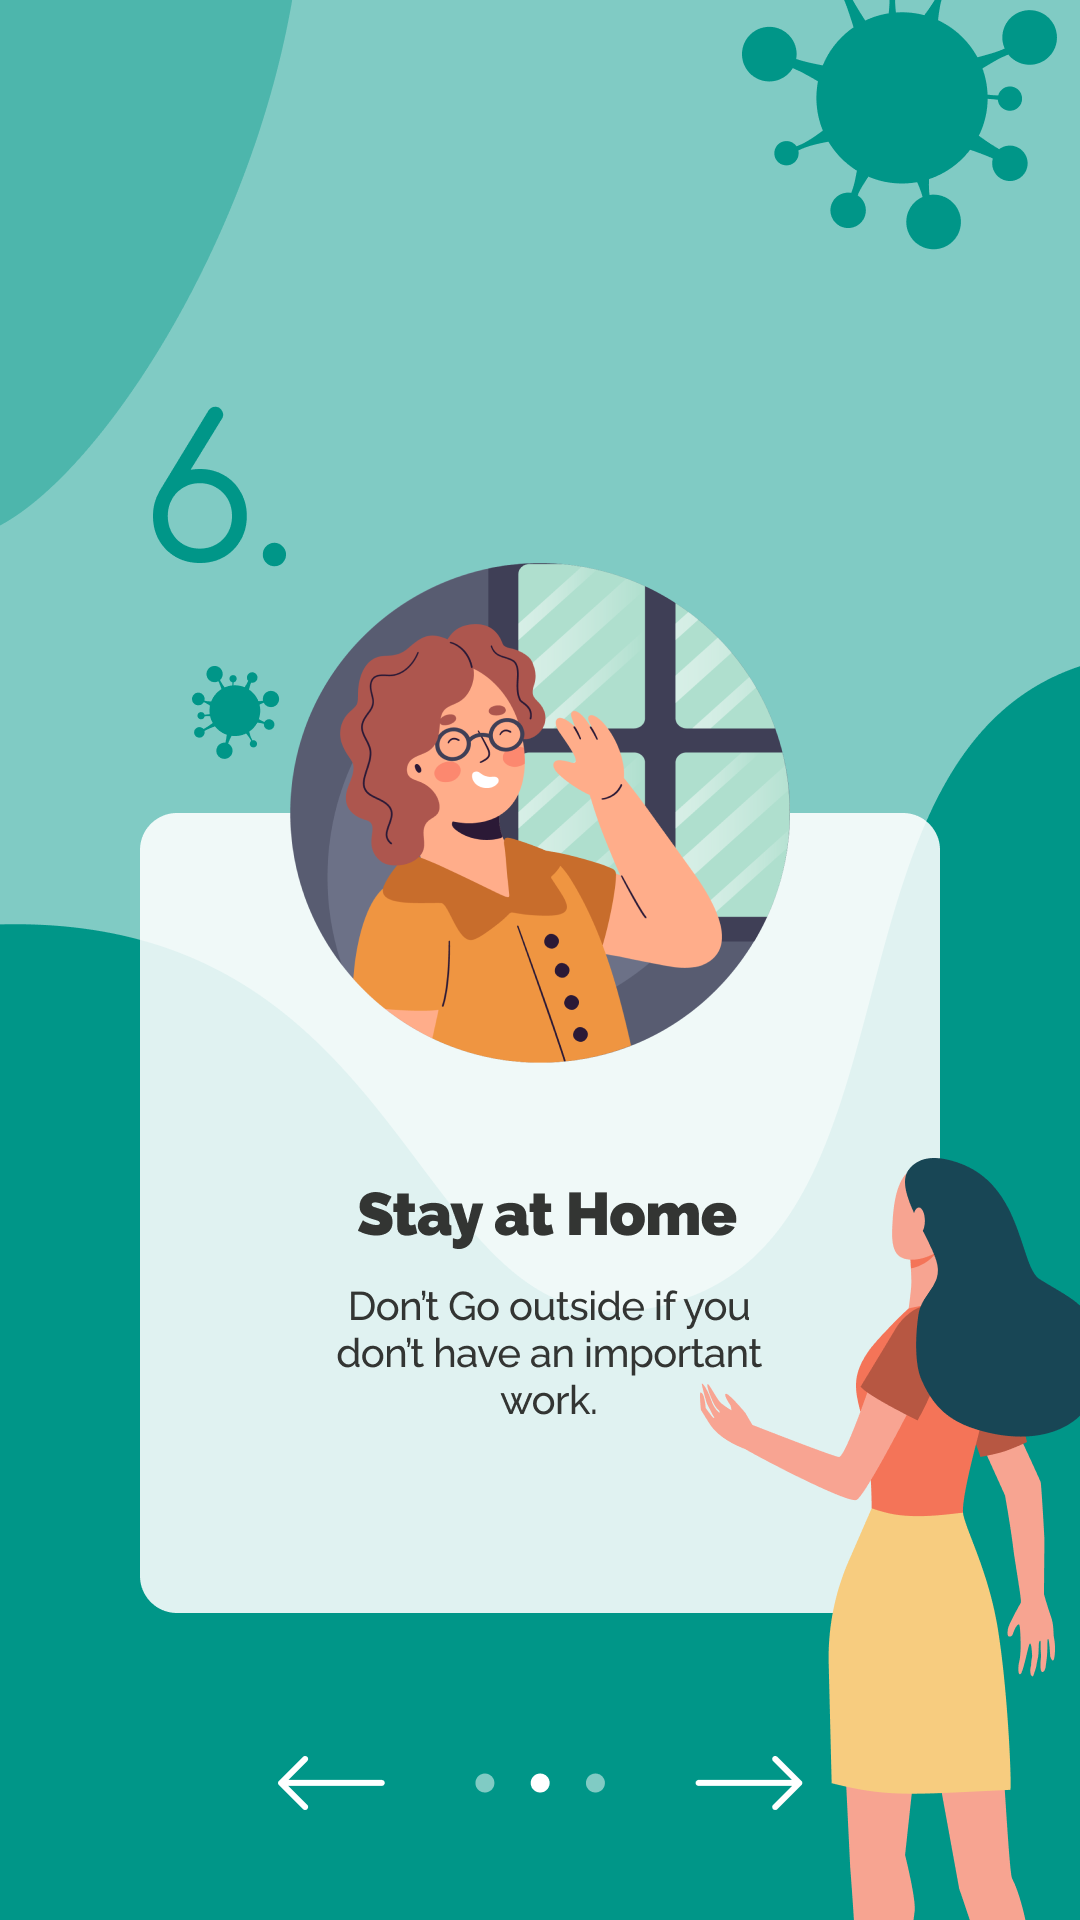 6.
Stay at Home
Don't Go outside if you
don't have an important
work.